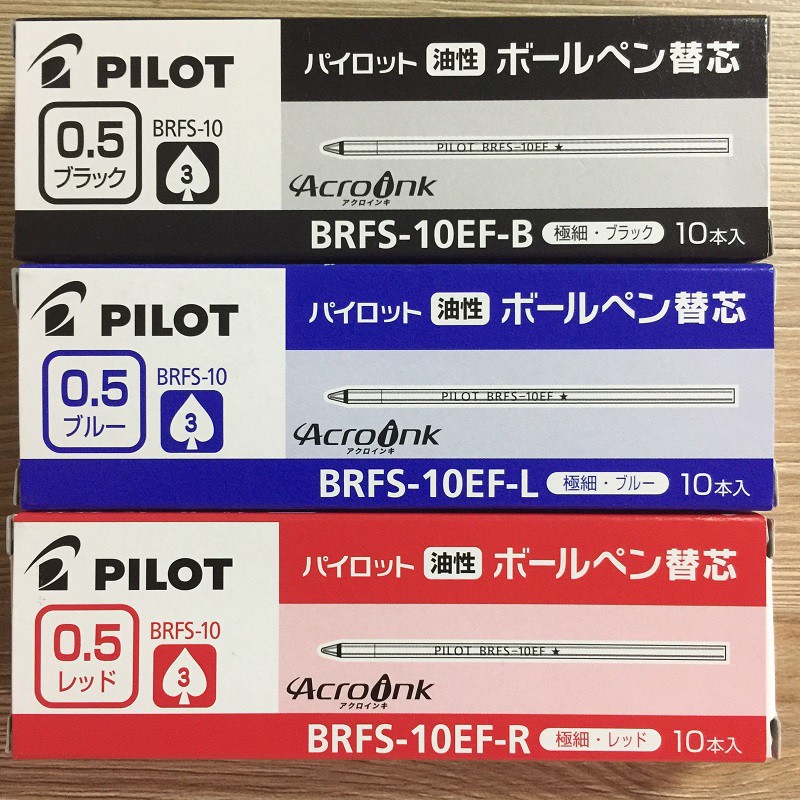 PILOT
パイロット 油性 ボールペン替芯
0.5
ブラック
BRFS-10
3
PILOT BRFS-10EF ★
Acroink
アクロインキ
BRFS-10EF-B 極細・ブラック 10本入
PILOT
パイロット 油性 ボールペン替芯
0.5
ブルー
BRFS-10
3
PILOT BRFS-10EF ★
Acroink
アクロインキ
BRFS-10EF-L 極細・ブルー 10本入
PILOT
パイロット 油性 ボールペン替芯
0.5
レッド
BRFS-10
3
PILOT BRFS-10EF ★
Acroink
アクロインキ
BRFS-10EF-R 極細・レッド 10本入